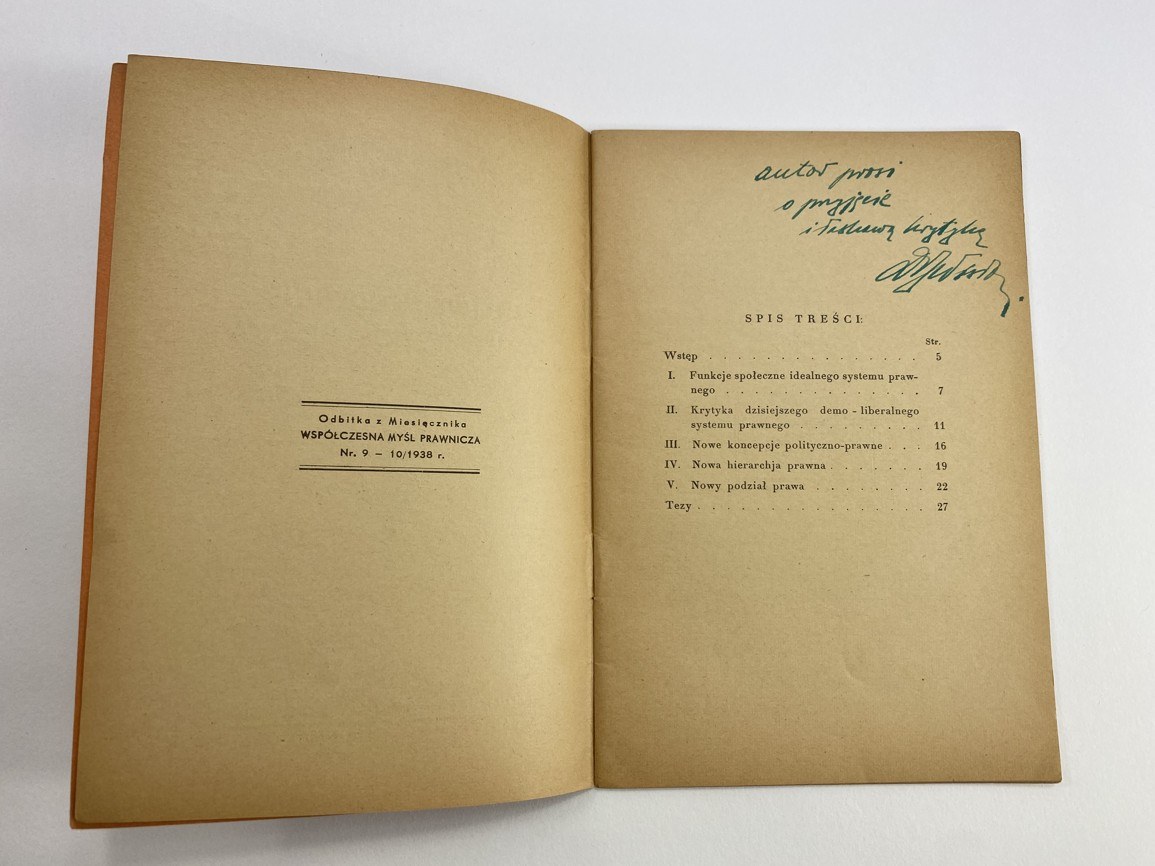 Odbitka z Miesięcznika
WSPÓŁCZESNA MYŚL PRAWNICZA
Nr. 9 – 10/1938 r.
autor prosi
o przyjęcie
i łaskawą krytykę
SPIS TREŚCI:
Str.
Wstęp . . . . . . . . . . . . . . . 5
I. Funkcje społeczne idealnego systemu praw-
nego . . . . . . . . . . . . . . 7
II. Krytyka dzisiejszego demo - liberalnego
systemu prawnego . . . . . . . . . 11
III. Nowe koncepcje polityczno-prawne . . . 16
IV. Nowa hierarchja prawna . . . . . . . 19
V. Nowy podział prawa . . . . . . . . 22
Tezy . . . . . . . . . . . . . . . . 27